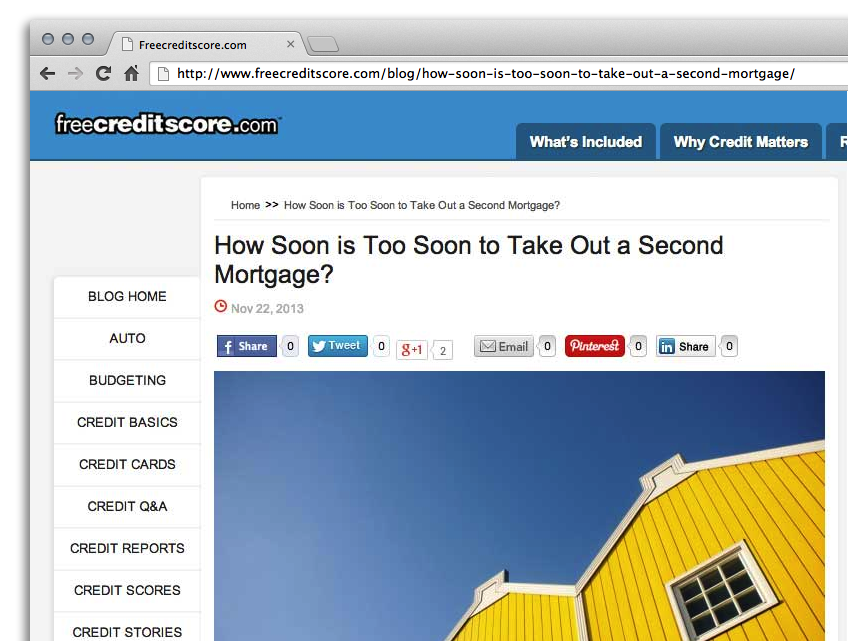 Freecreditscore.com
http://www.freecreditscore.com/blog/how-soon-is-too-soon-to-take-out-a-second-mortgage/
freecreditscore.com
What's Included
Why Credit Matters
R
Home >> How Soon is Too Soon to Take Out a Second Mortgage?
How Soon is Too Soon to Take Out a Second
Mortgage?
Nov 22, 2013
f Share 0 Tweet 0 g+1 2 Email 0 Pinterest 0 in Share 0
BLOG HOME
AUTO
BUDGETING
CREDIT BASICS
CREDIT CARDS
CREDIT Q&A
CREDIT REPORTS
CREDIT SCORES
CREDIT STORIES